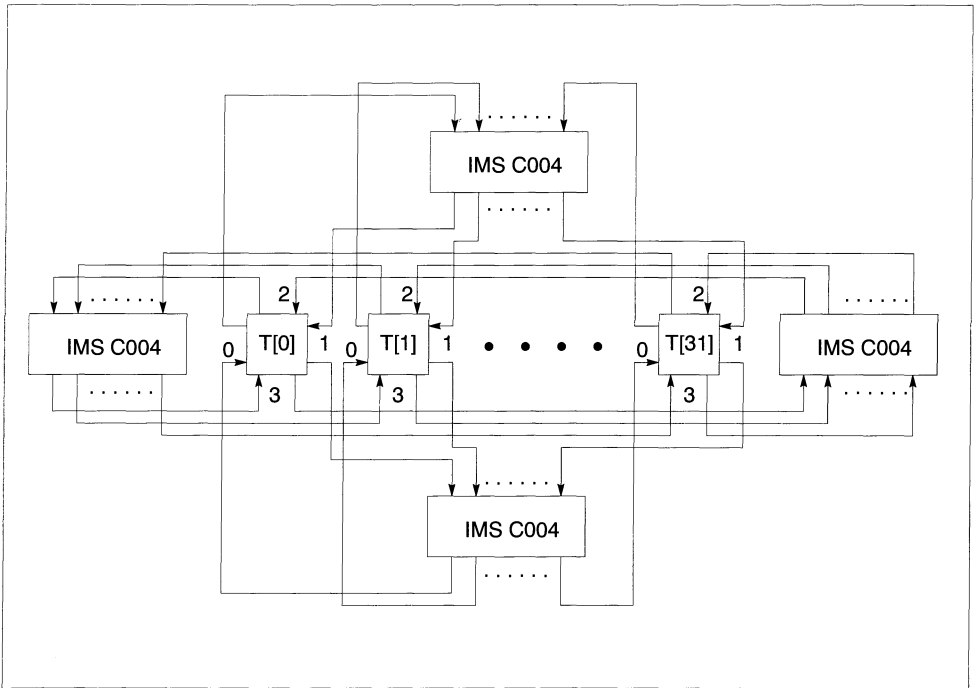 IMS C004
2 2 2
IMS C004 0 T[0] 1 0 T[1] 1 0 T[31] 1 IMS C004
3 3 3
IMS C004